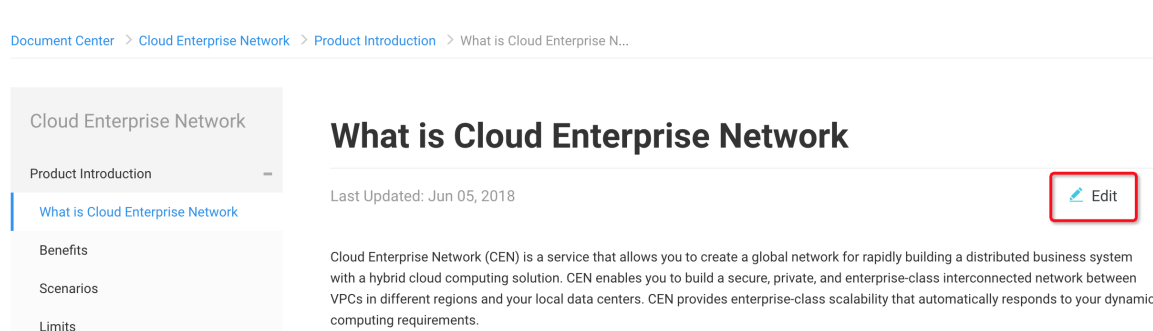 Document Center > Cloud Enterprise Network > Product Introduction > What is Cloud Enterprise N...
Cloud Enterprise Network
Product Introduction
What is Cloud Enterprise Network
Benefits
Scenarios
Limits
What is Cloud Enterprise Network
Last Updated: Jun 05, 2018
Edit
Cloud Enterprise Network (CEN) is a service that allows you to create a global network for rapidly building a distributed business system
with a hybrid cloud computing solution. CEN enables you to build a secure, private, and enterprise-class interconnected network between
VPCs in different regions and your local data centers. CEN provides enterprise-class scalability that automatically responds to your dynamic
computing requirements.